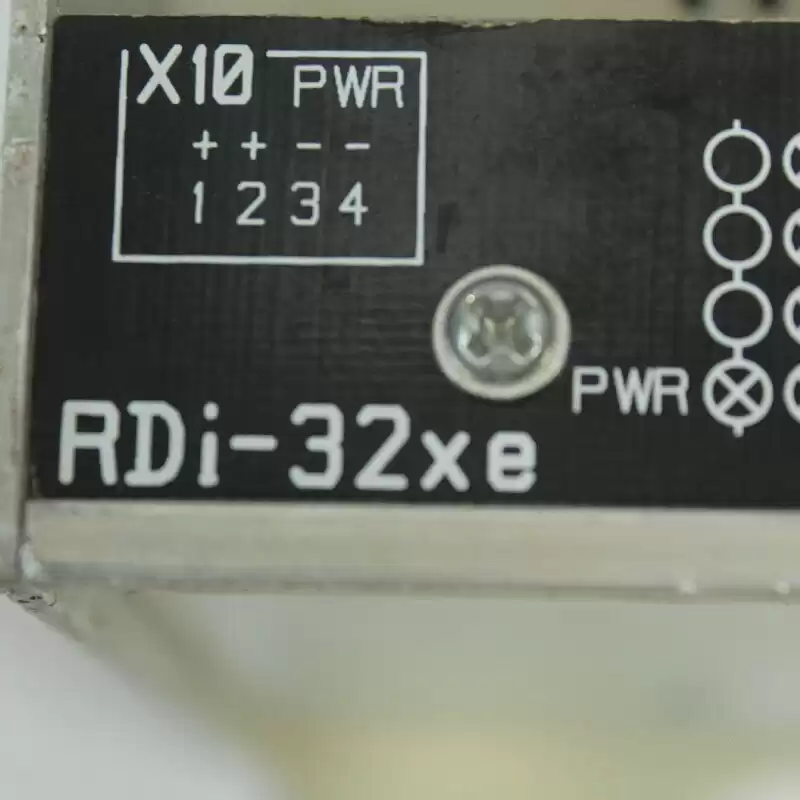 X10 PWR
+ + - -
1 2 3 4
PWR
RDi-32xe